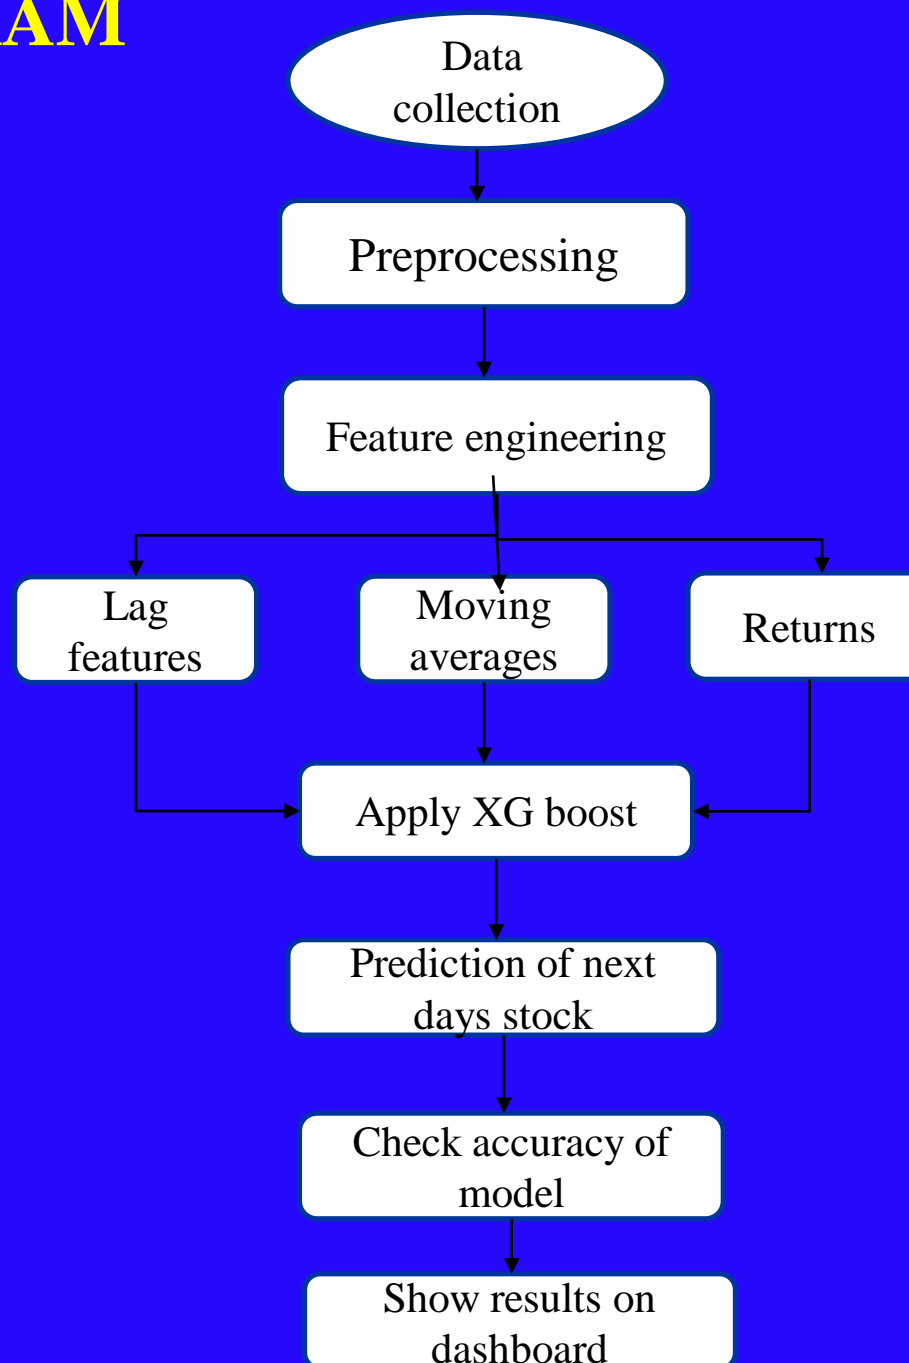 Data
collection
Preprocessing
Feature engineering
Lag
features
Moving
averages
Returns
Apply XG boost
Prediction of next
days stock
Check accuracy of
model
Show results on
dashboard